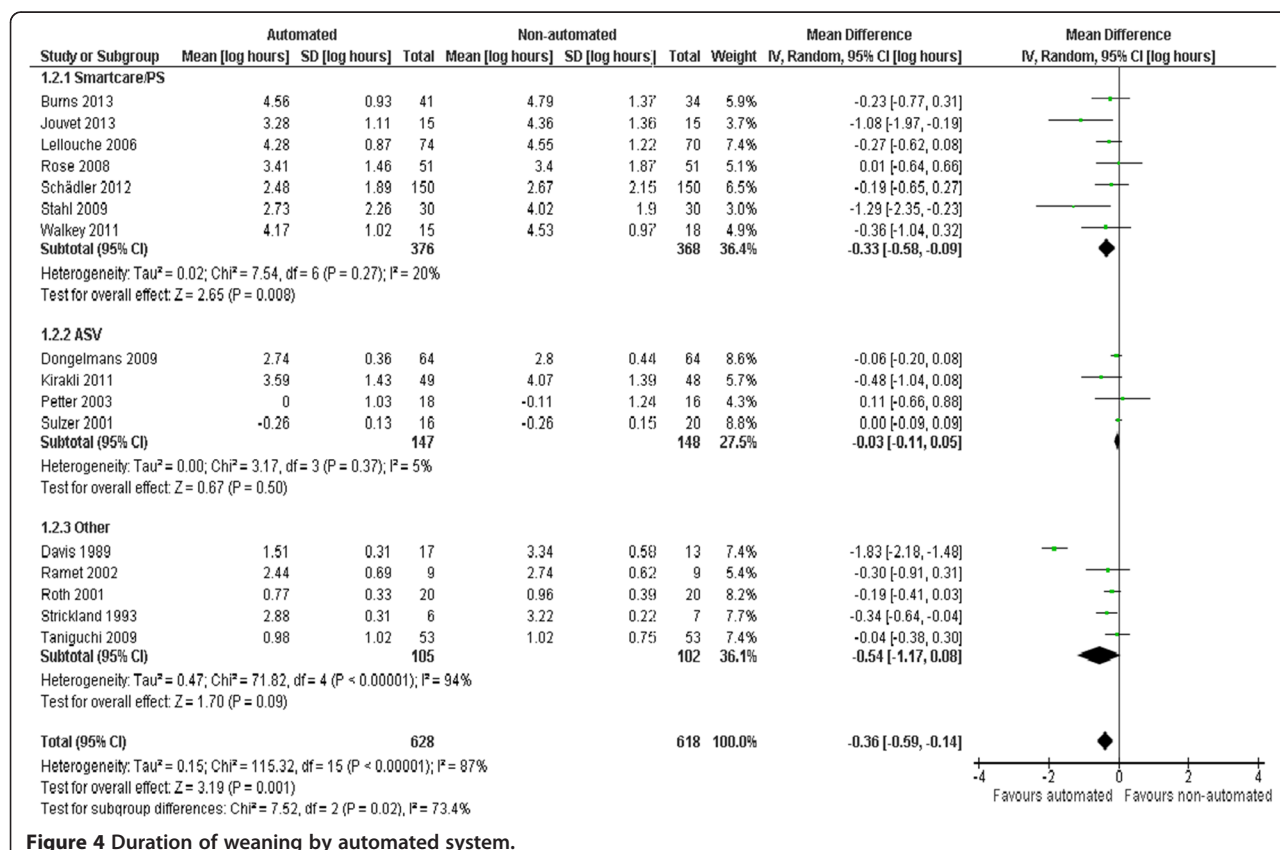 Automated Non-automated Mean Difference Mean Difference
Study or Subgroup Mean [log hours] SD [log hours] Total Mean [log hours] SD [log hours] Total Weight IV, Random, 95% CI [log hours] IV, Random, 95% CI [log hours]
1.2.1 Smartcare/PS
Burns 2013 4.56 0.93 41 4.79 1.37 34 5.9% -0.23 [-0.77, 0.31]
Jouvet 2013 3.28 1.11 15 4.36 1.36 15 3.7% -1.08 [-1.97, -0.19]
Lellouche 2006 4.28 0.87 74 4.55 1.22 70 7.4% -0.27 [-0.62, 0.08]
Rose 2008 3.41 1.46 51 3.4 1.87 51 5.1% 0.01 [-0.64, 0.66]
Schädler 2012 2.48 1.89 150 2.67 2.15 150 6.5% -0.19 [-0.65, 0.27]
Stahl 2009 2.73 2.26 30 4.02 1.9 30 3.0% -1.29 [-2.35, -0.23]
Walkey 2011 4.17 1.02 15 4.53 0.97 18 4.9% -0.36 [-1.04, 0.32]
Subtotal (95% CI) 376 368 36.4% -0.33 [-0.58, -0.09]
Heterogeneity: Tau² = 0.02; Chi² = 7.54, df = 6 (P = 0.27); I² = 20%
Test for overall effect: Z = 2.65 (P = 0.008)
1.2.2 ASV
Dongelmans 2009 2.74 0.36 64 2.8 0.44 64 8.6% -0.06 [-0.20, 0.08]
Kirakli 2011 3.59 1.43 49 4.07 1.39 48 5.7% -0.48 [-1.04, 0.08]
Petter 2003 0 1.03 18 -0.11 1.24 16 4.3% 0.11 [-0.66, 0.88]
Sulzer 2001 -0.26 0.13 16 -0.26 0.15 20 8.8% 0.00 [-0.09, 0.09]
Subtotal (95% CI) 147 148 27.5% -0.03 [-0.11, 0.05]
Heterogeneity: Tau² = 0.00; Chi² = 3.17, df = 3 (P = 0.37); I² = 5%
Test for overall effect: Z = 0.67 (P = 0.50)
1.2.3 Other
Davis 1989 1.51 0.31 17 3.34 0.58 13 7.4% -1.83 [-2.18, -1.48]
Ramet 2002 2.44 0.69 9 2.74 0.62 9 5.4% -0.30 [-0.91, 0.31]
Roth 2001 0.77 0.33 20 0.96 0.39 20 8.2% -0.19 [-0.41, 0.03]
Strickland 1993 2.88 0.31 6 3.22 0.22 7 7.7% -0.34 [-0.64, -0.04]
Taniguchi 2009 0.98 1.02 53 1.02 0.75 53 7.4% -0.04 [-0.38, 0.30]
Subtotal (95% CI) 105 102 36.1% -0.54 [-1.17, 0.08]
Heterogeneity: Tau² = 0.47; Chi² = 71.82, df = 4 (P < 0.00001); I² = 94%
Test for overall effect: Z = 1.70 (P = 0.09)
Total (95% CI) 628 618 100.0% -0.36 [-0.59, -0.14]
Heterogeneity: Tau² = 0.15; Chi² = 115.32, df = 15 (P < 0.00001); I² = 87%
Test for overall effect: Z = 3.19 (P = 0.001)
Test for subgroup differences: Chi² = 7.52, df = 2 (P = 0.02), I² = 73.4%
-4 -2 0 2 4
Favours automated Favours non-automated
Figure 4 Duration of weaning by automated system.